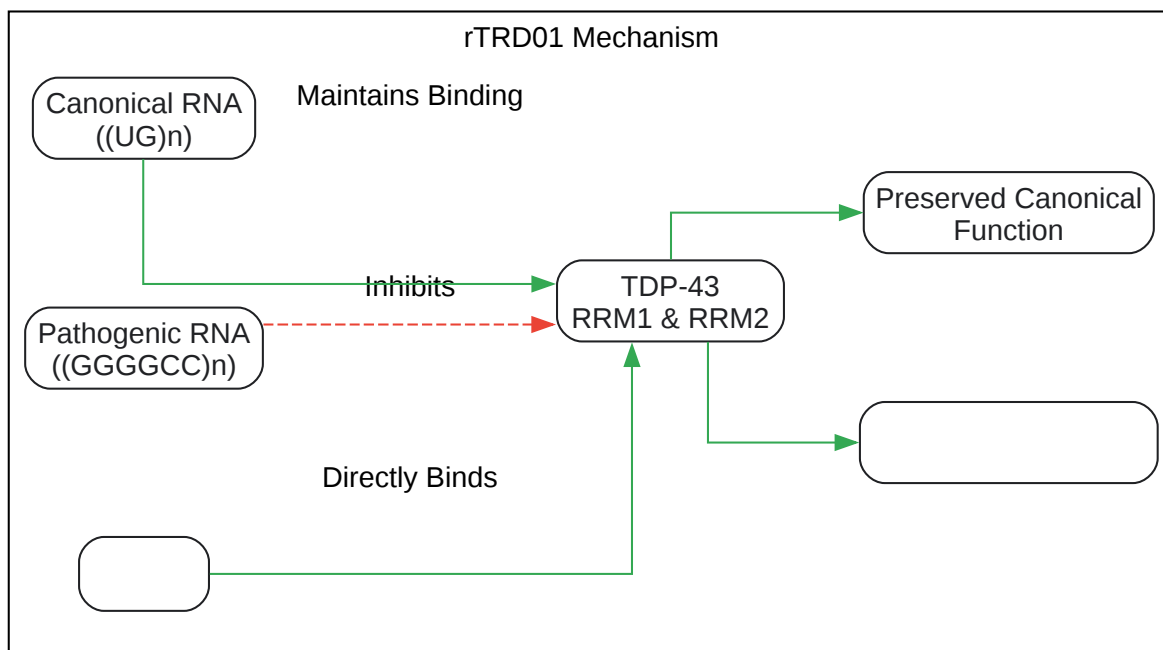 rTRD01 Mechanism
Maintains Binding
Canonical RNA
((UG)n)
Preserved Canonical
Function
Inhibits
TDP-43
RRM1 & RRM2
Pathogenic RNA
((GGGGCC)n)
Directly Binds